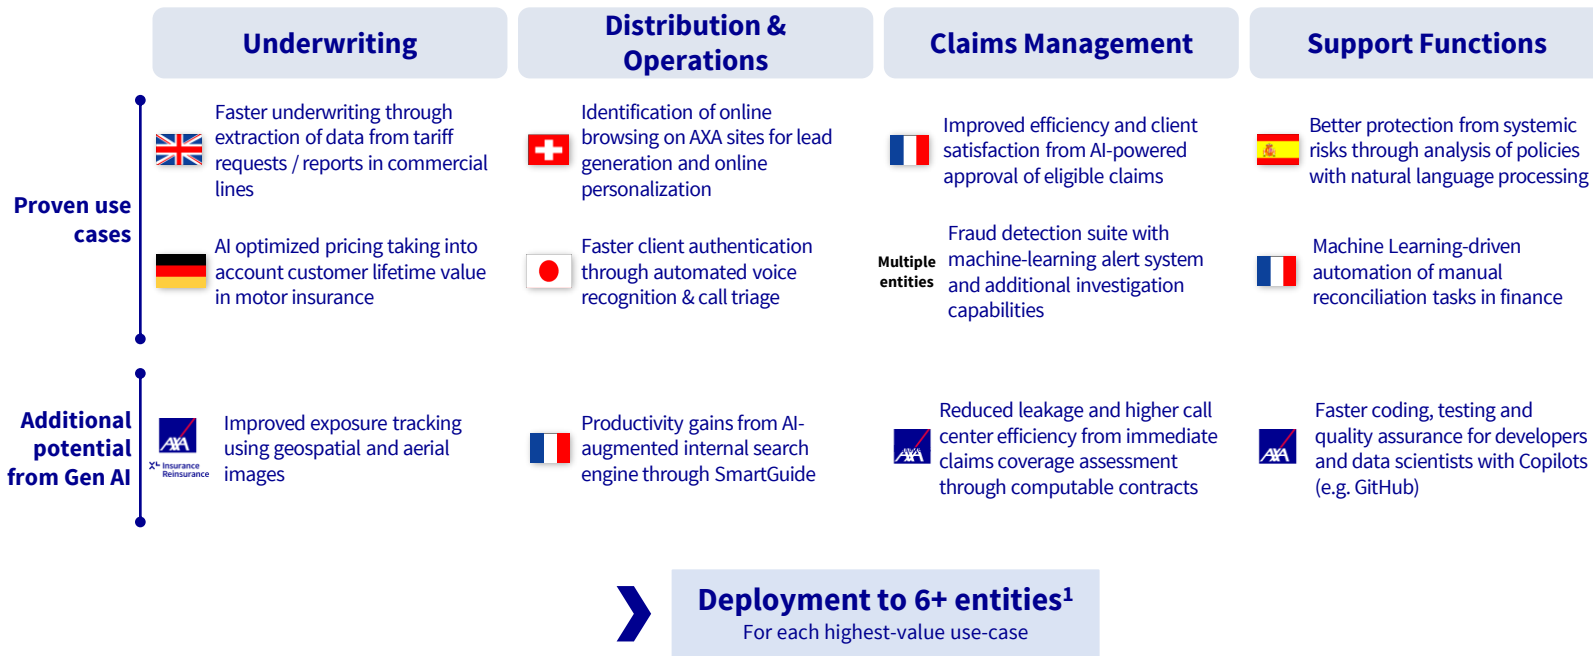 Underwriting
Distribution &
Operations
Claims Management
Support Functions
Proven use
cases
Faster underwriting through
extraction of data from tariff
requests / reports in commercial
lines
Identification of online
browsing on AXA sites for lead
generation and online
personalization
Improved efficiency and client
satisfaction from AI-powered
approval of eligible claims
Better protection from systemic
risks through analysis of policies
with natural language processing
AI optimized pricing taking into
account customer lifetime value
in motor insurance
Faster client authentication
through automated voice
recognition & call triage
Multiple
entities
Fraud detection suite with
machine-learning alert system
and additional investigation
capabilities
Machine Learning-driven
automation of manual
reconciliation tasks in finance
Additional
potential
from Gen AI
AXA
XL Insurance
Reinsurance
Improved exposure tracking
using geospatial and aerial
images
Productivity gains from AI-
augmented internal search
engine through SmartGuide
AXA
Reduced leakage and higher call
center efficiency from immediate
claims coverage assessment
through computable contracts
AXA
Faster coding, testing and
quality assurance for developers
and data scientists with Copilots
(e.g. GitHub)
Deployment to 6+ entities¹
For each highest-value use-case